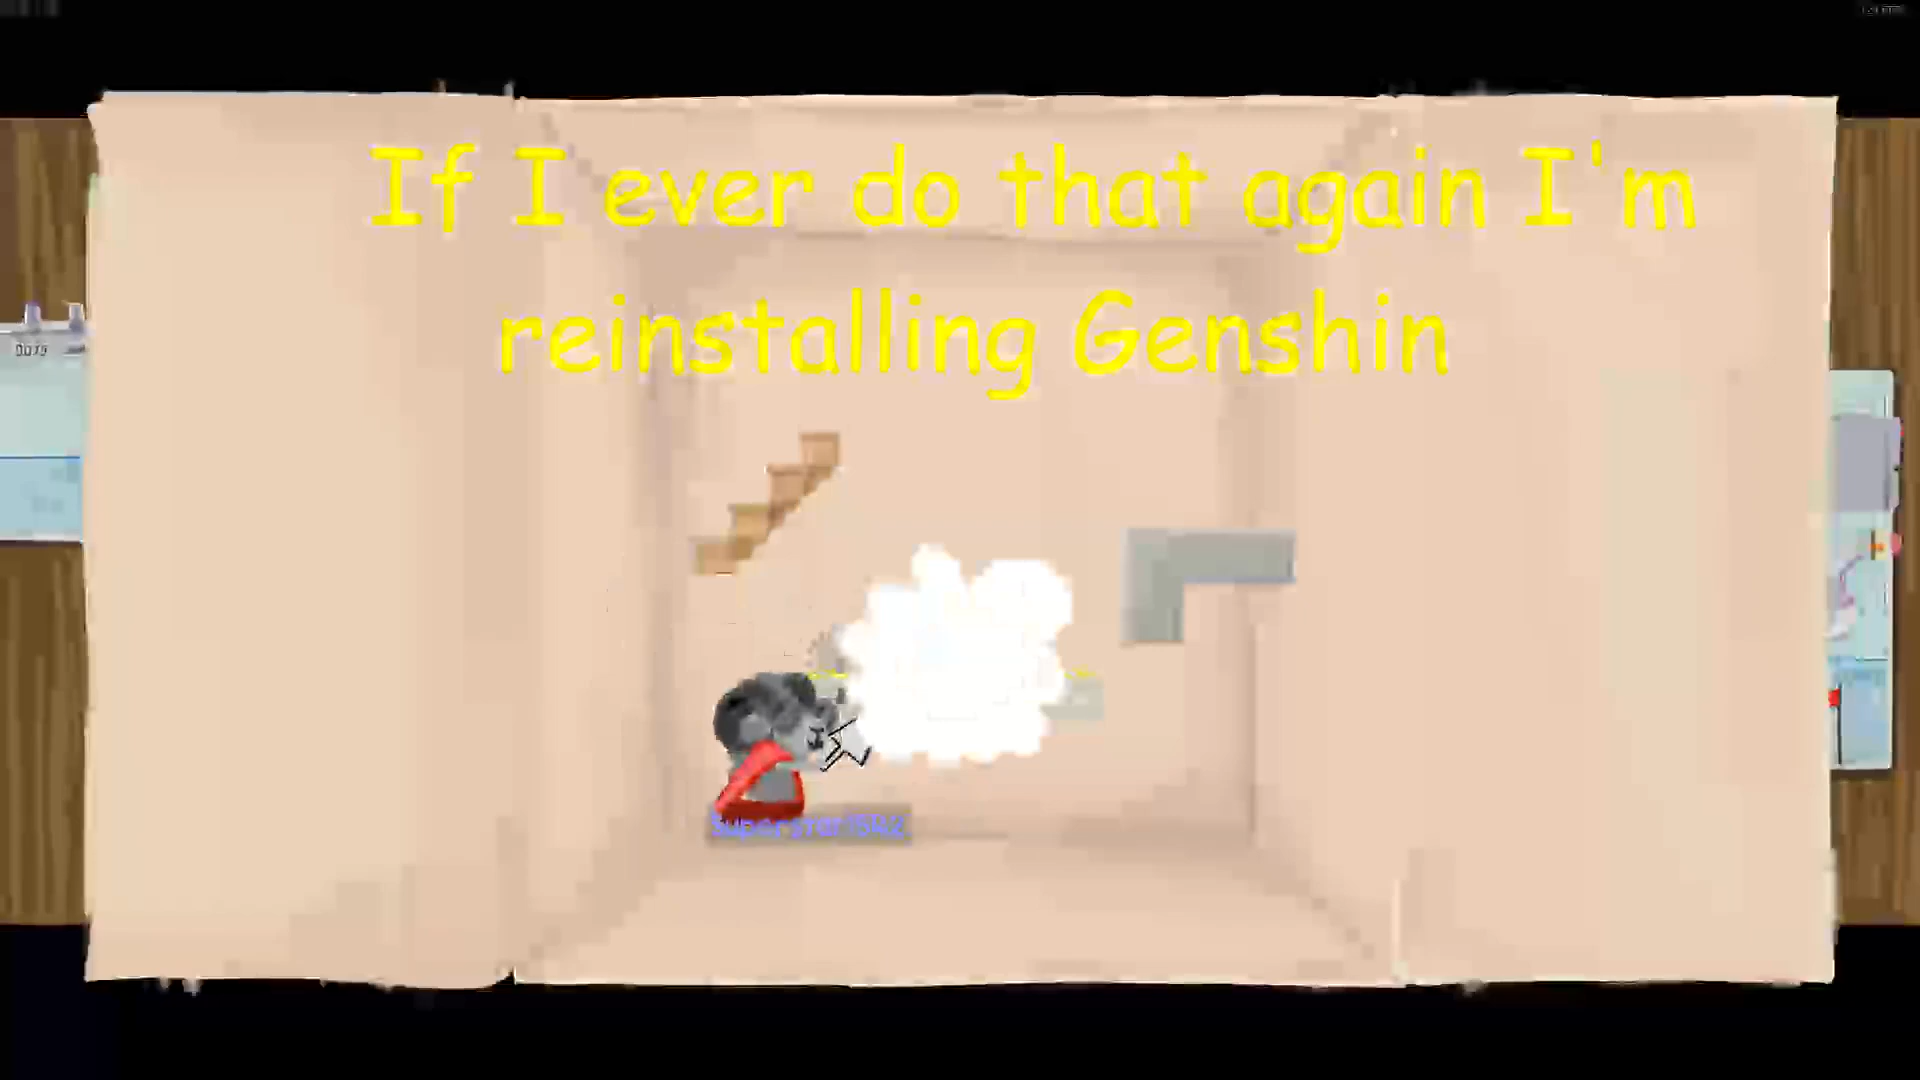 If I ever do that again I'm
reinstalling Genshin